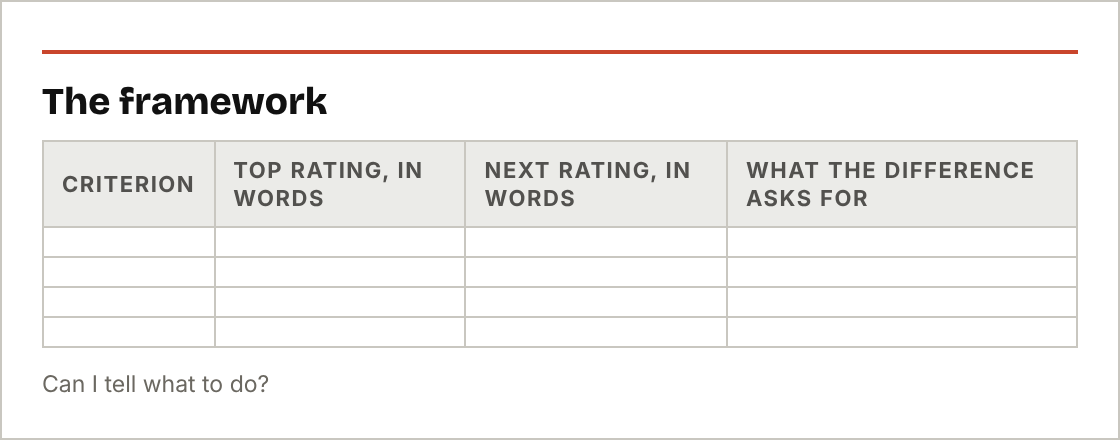 The framework
CRITERION
TOP RATING, IN
WORDS
NEXT RATING, IN
WORDS
WHAT THE DIFFERENCE
ASKS FOR
Can I tell what to do?